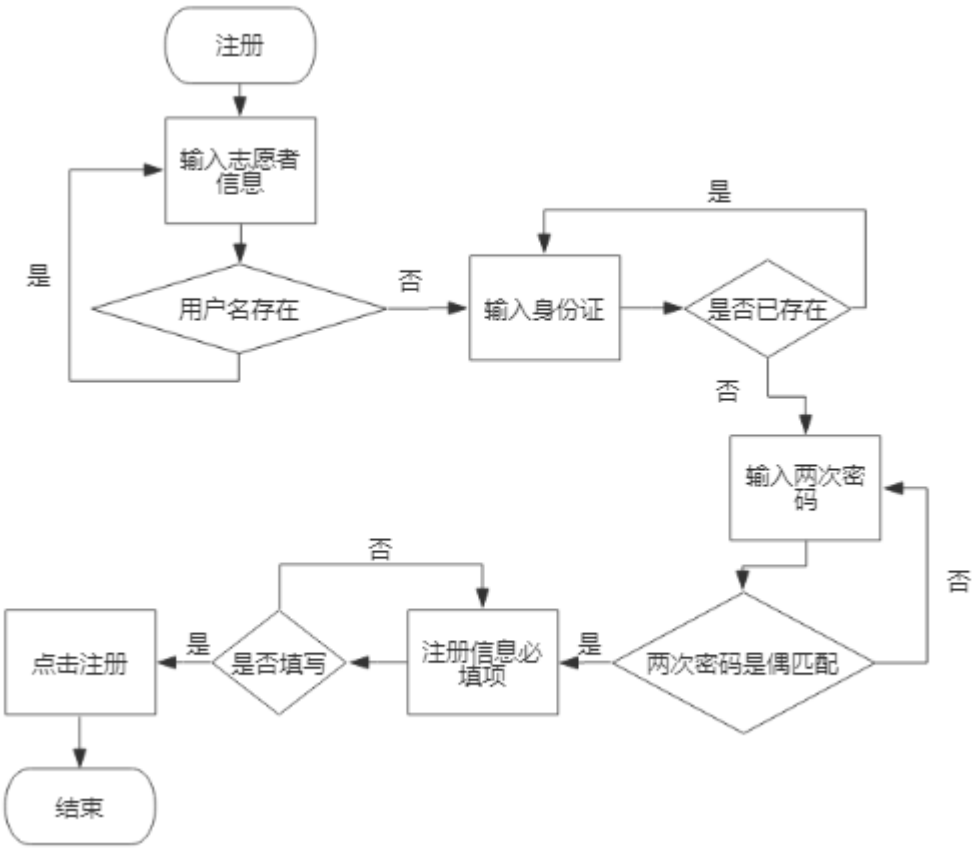 注册
输入志愿者
信息
是
用户名存在
否
输入身份证
是
是否已存在
否
输入两次密
码
否
两次密码是偶匹配
是
注册信息必
填项
否
是否填写
是
点击注册
结束